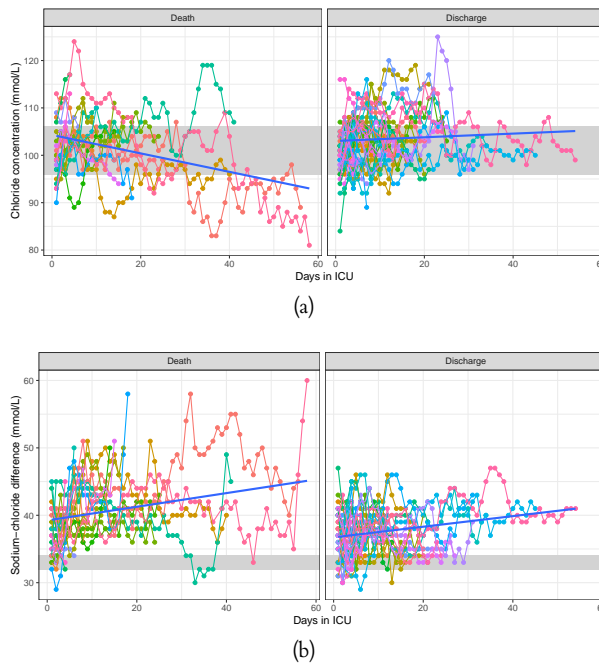 Death Discharge
Chloride concentration (mmol/L)
120
110
100
90
80
0 20 40 60 0 20 40 60
Days in ICU
(a)
Death Discharge
Sodium−chloride difference (mmol/L)
60
50
40
30
0 20 40 60 0 20 40 60
Days in ICU
(b)